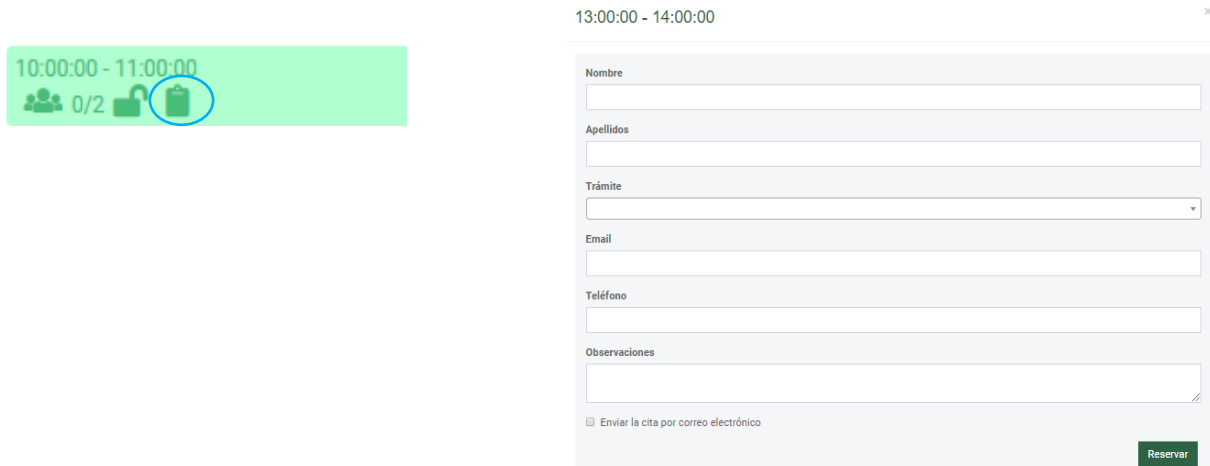 10:00:00 - 11:00:00
0/2
13:00:00 - 14:00:00
×
Nombre
Apellidos
Trámite
Email
Teléfono
Observaciones
Enviar la cita por correo electrónico
Reservar